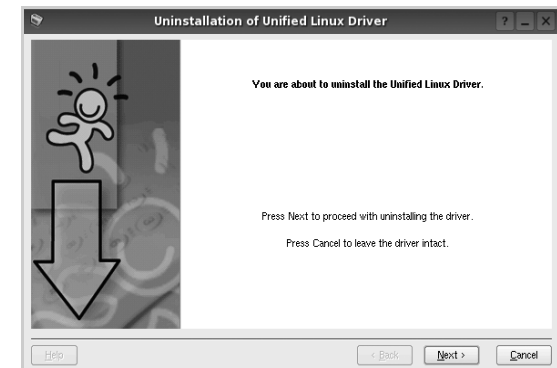 Uninstallation of Unified Linux Driver
You are about to uninstall the Unified Linux Driver.
Press Next to proceed with uninstalling the driver.
Press Cancel to leave the driver intact.
Help
< Back
Next >
Cancel